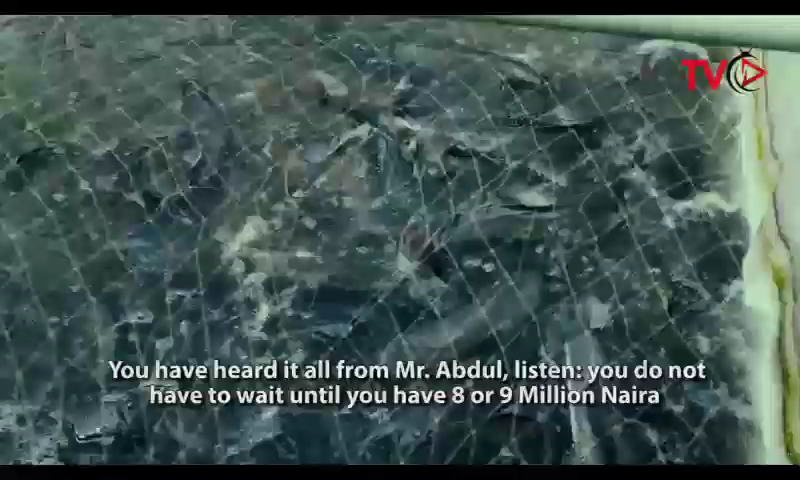 TVC
You have heard it all from Mr. Abdul, listen: you do not
have to wait until you have 8 or 9 Million Naira